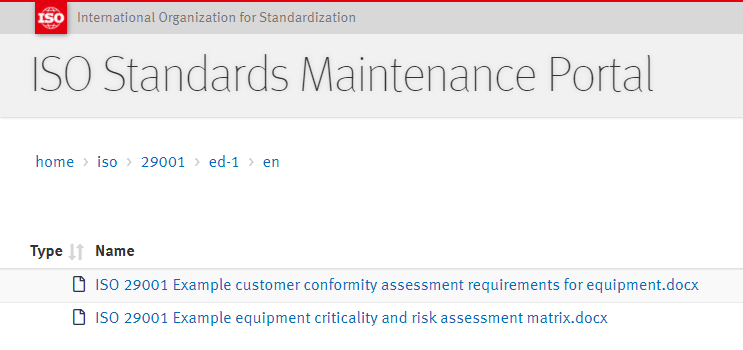 ISO International Organization for Standardization
ISO Standards Maintenance Portal
home > iso > 29001 > ed-1 > en
Type Name
ISO 29001 Example customer conformity assessment requirements for equipment.docx
ISO 29001 Example equipment criticality and risk assessment matrix.docx